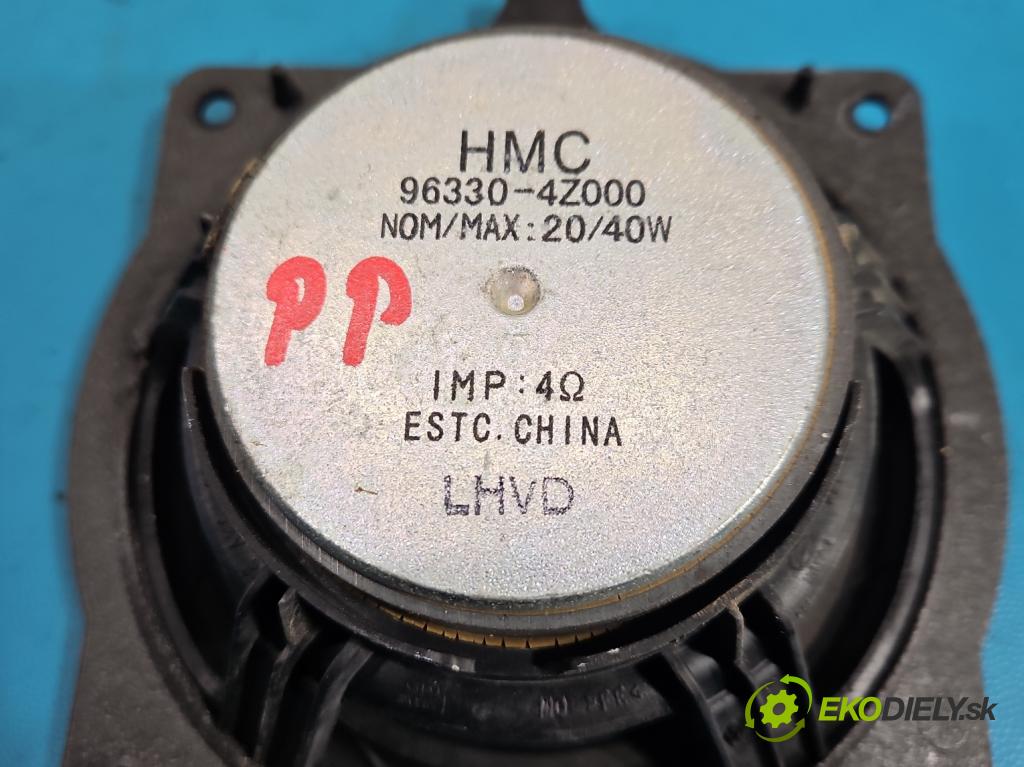 HMC
96330-4Z000
NOM/MAX:20/40W
PP
IMP:4Ω
ESTC.CHINA
LHVD
EKODIELY.sk